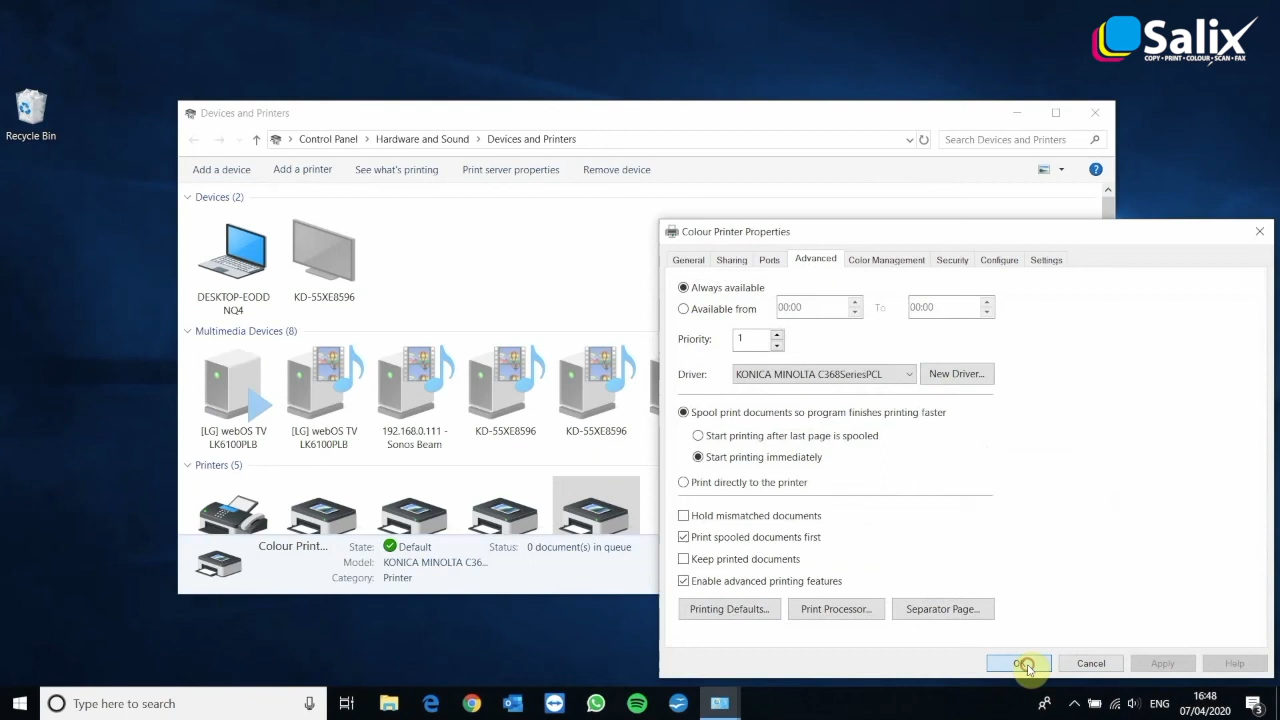 Salix
COPY • PRINT • COLOUR • SCAN • FAX
Recycle Bin
Devices and Printers
Control Panel > Hardware and Sound > Devices and Printers
Search Devices and Printers
Add a device
Add a printer
See what's printing
Print server properties
Remove device
Devices (2)
DESKTOP-EODD
NQ4
KD-55XE8596
Multimedia Devices (8)
[LG] webOS TV
LK6100PLB
[LG] webOS TV
LK6100PLB
192.168.0.111 -
Sonos Beam
KD-55XE8596
KD-55XE8596
Printers (5)
Colour Print...
State: Default
Status: 0 document(s) in queue
Model: KONICA MINOLTA C36...
Category: Printer
Colour Printer Properties
General
Sharing
Ports
Advanced
Color Management
Security
Configure
Settings
Always available
Available from 00:00 To 00:00
Priority: 1
Driver: KONICA MINOLTA C368SeriesPCL
New Driver...
Spool print documents so program finishes printing faster
Start printing after last page is spooled
Start printing immediately
Print directly to the printer
Hold mismatched documents
Print spooled documents first
Keep printed documents
Enable advanced printing features
Printing Defaults...
Print Processor...
Separator Page...
OK
Cancel
Apply
Help
Type here to search
ENG
16:48
07/04/2020
3